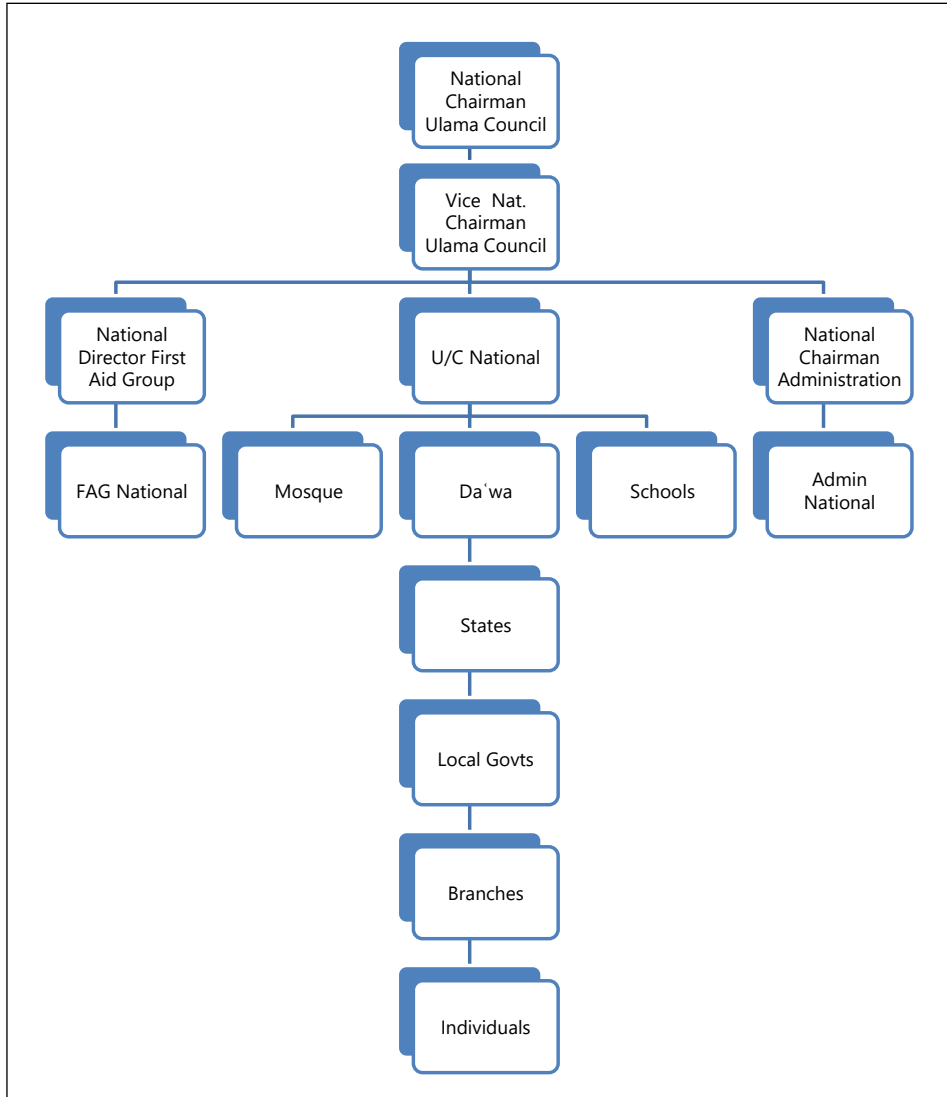 National
Chairman
Ulama Council
Vice Nat.
Chairman
Ulama Council
National
Director First
Aid Group
U/C National
National
Chairman
Administration
FAG National
Mosque
Daʿwa
Schools
Admin
National
States
Local Govts
Branches
Individuals